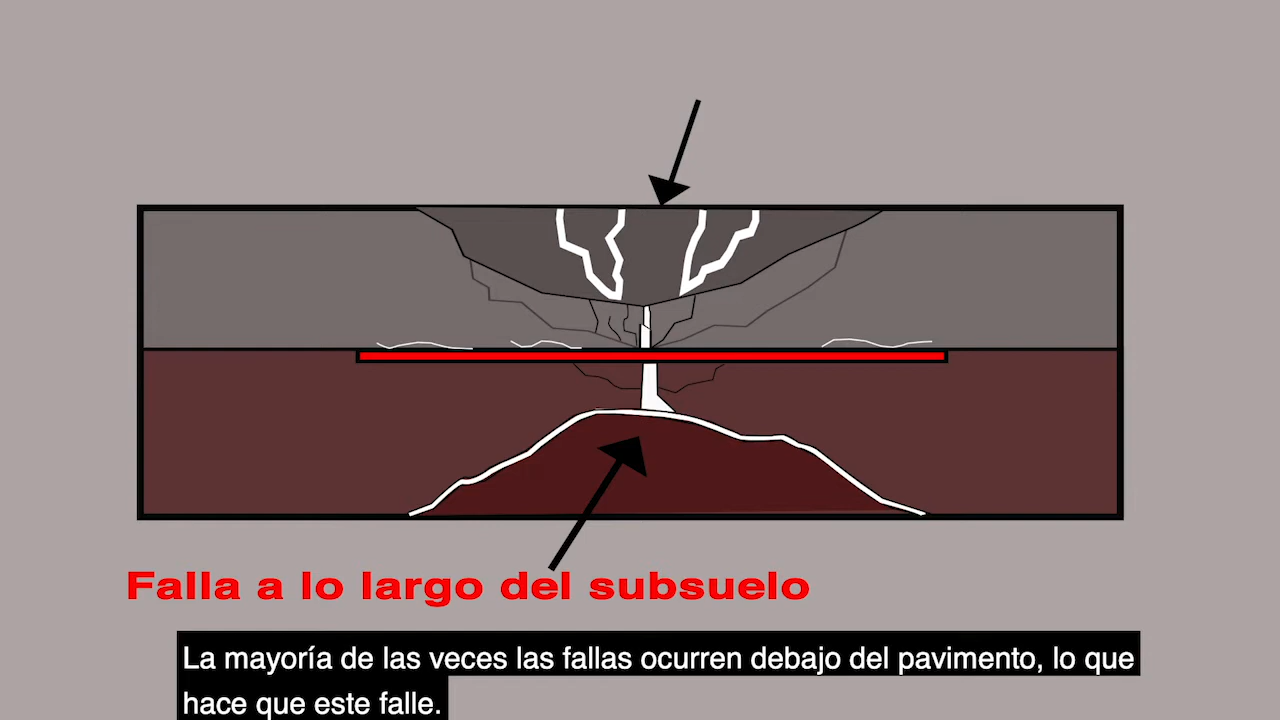 Falla a lo largo del subsuelo
La mayoría de las veces las fallas ocurren debajo del pavimento, lo que
hace que este falle.